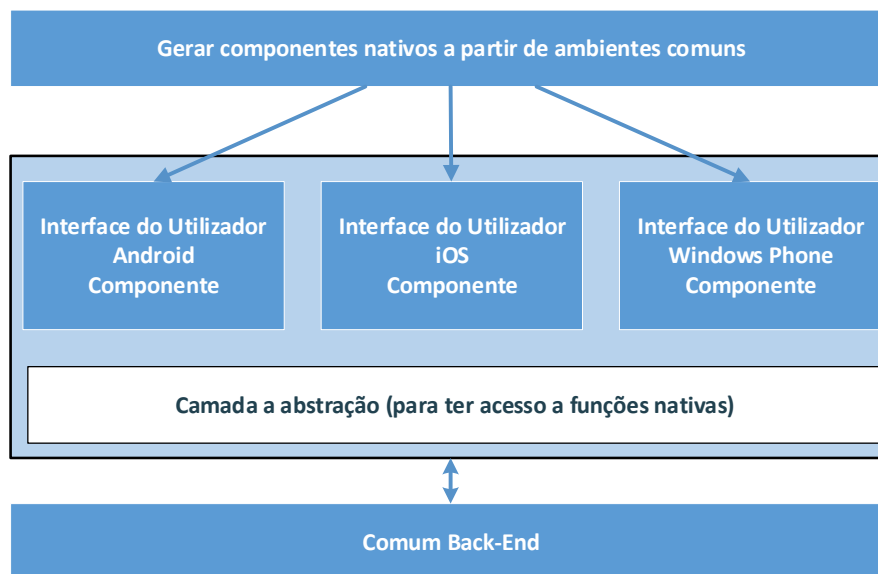 Gerar componentes nativos a partir de ambientes comuns
Interface do Utilizador
Android
Componente
Interface do Utilizador
iOS
Componente
Interface do Utilizador
Windows Phone
Componente
Camada a abstração (para ter acesso a funções nativas)
Comum Back-End